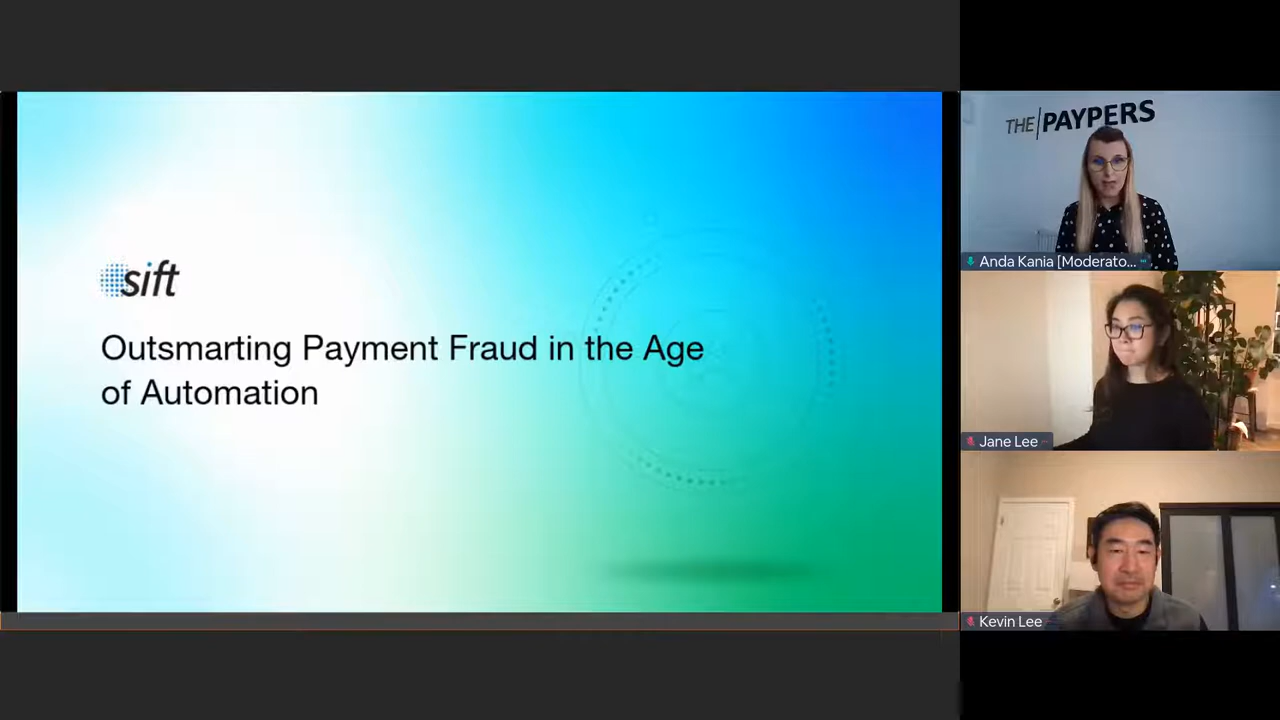 sift
Outsmarting Payment Fraud in the Age
of Automation
THE PAYPERS
Anda Kania [Moderato...
Jane Lee
Kevin Lee